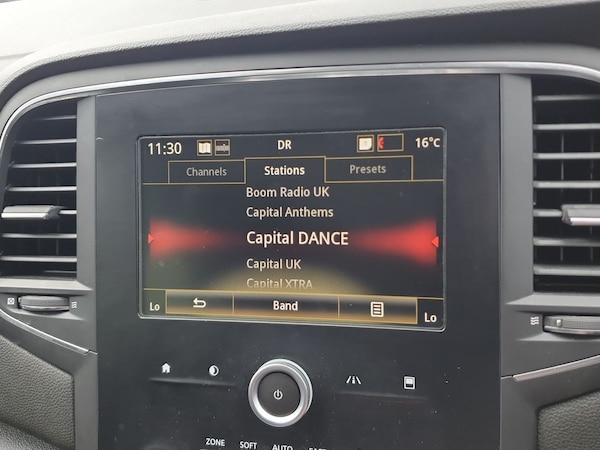 11:30 DR 16°C
Channels Stations Presets
Boom Radio UK
Capital Anthems
Capital DANCE
Capital UK
Capital XTRA
Lo Band Lo
ZONE SOFT AUTO